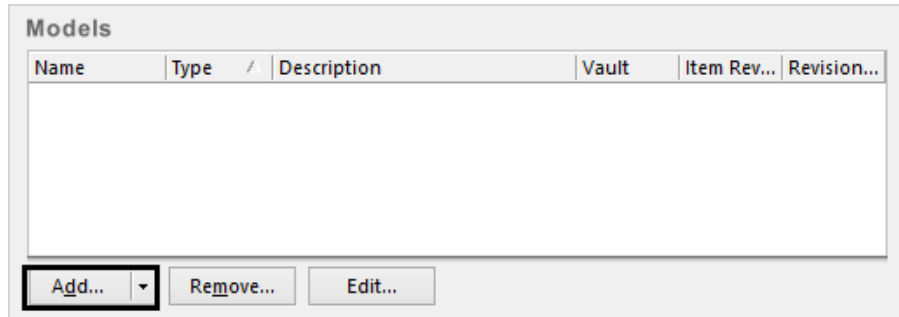 Models
Name Type Description Vault Item Rev... Revision...
Add... Remove... Edit...